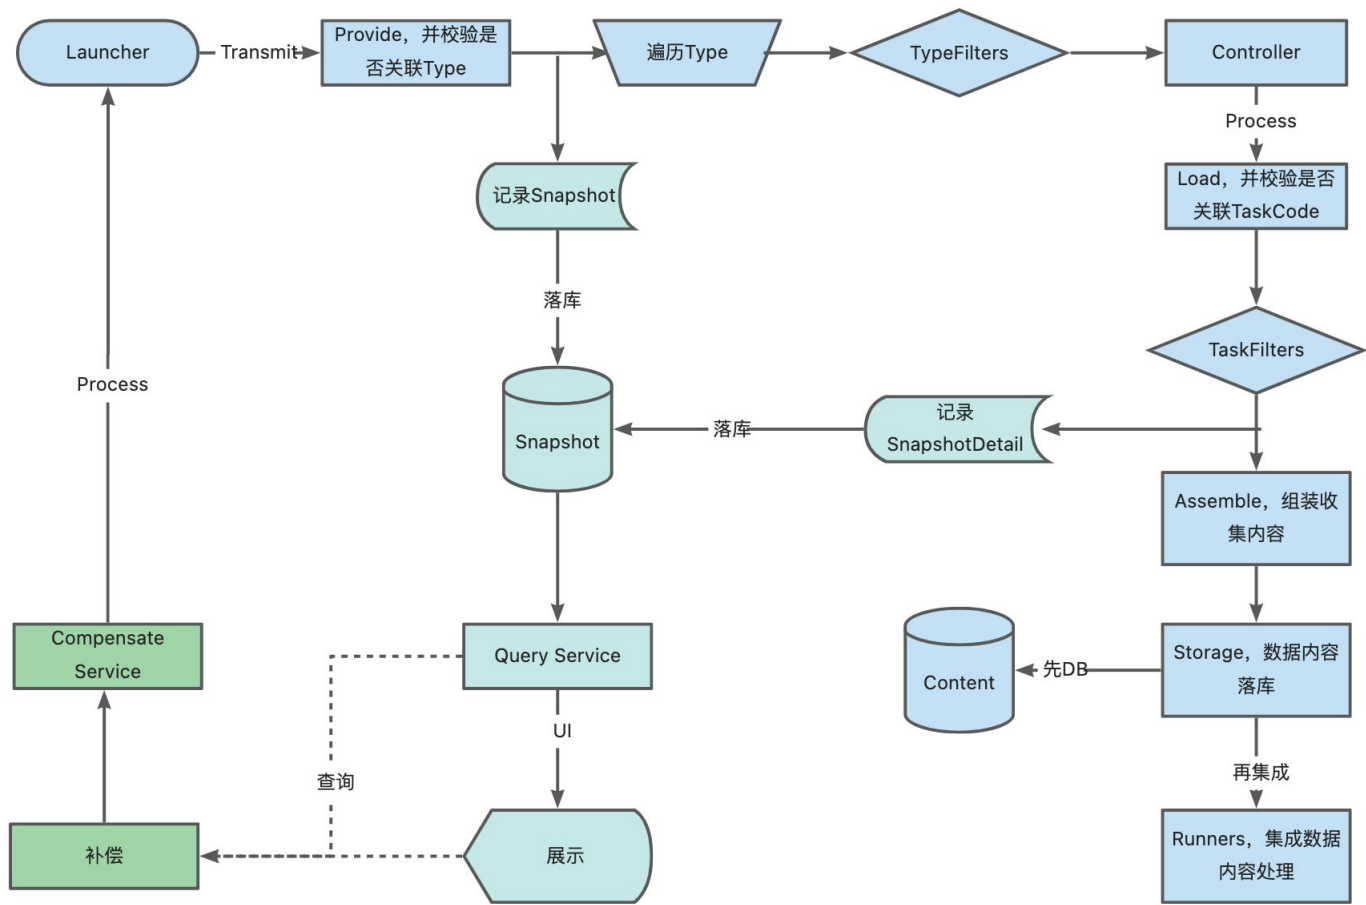 Launcher
Transmit
Provide，并校验是
否关联Type
遍历Type
TypeFilters
Controller
Process
Load，并校验是否
关联TaskCode
记录Snapshot
落库
TaskFilters
Process
记录
SnapshotDetail
落库
Snapshot
Assemble，组装收
集内容
Compensate
Service
Query Service
Storage，数据内容
落库
先DB
Content
UI
查询
再集成
补偿
展示
Runners，集成数据
内容处理